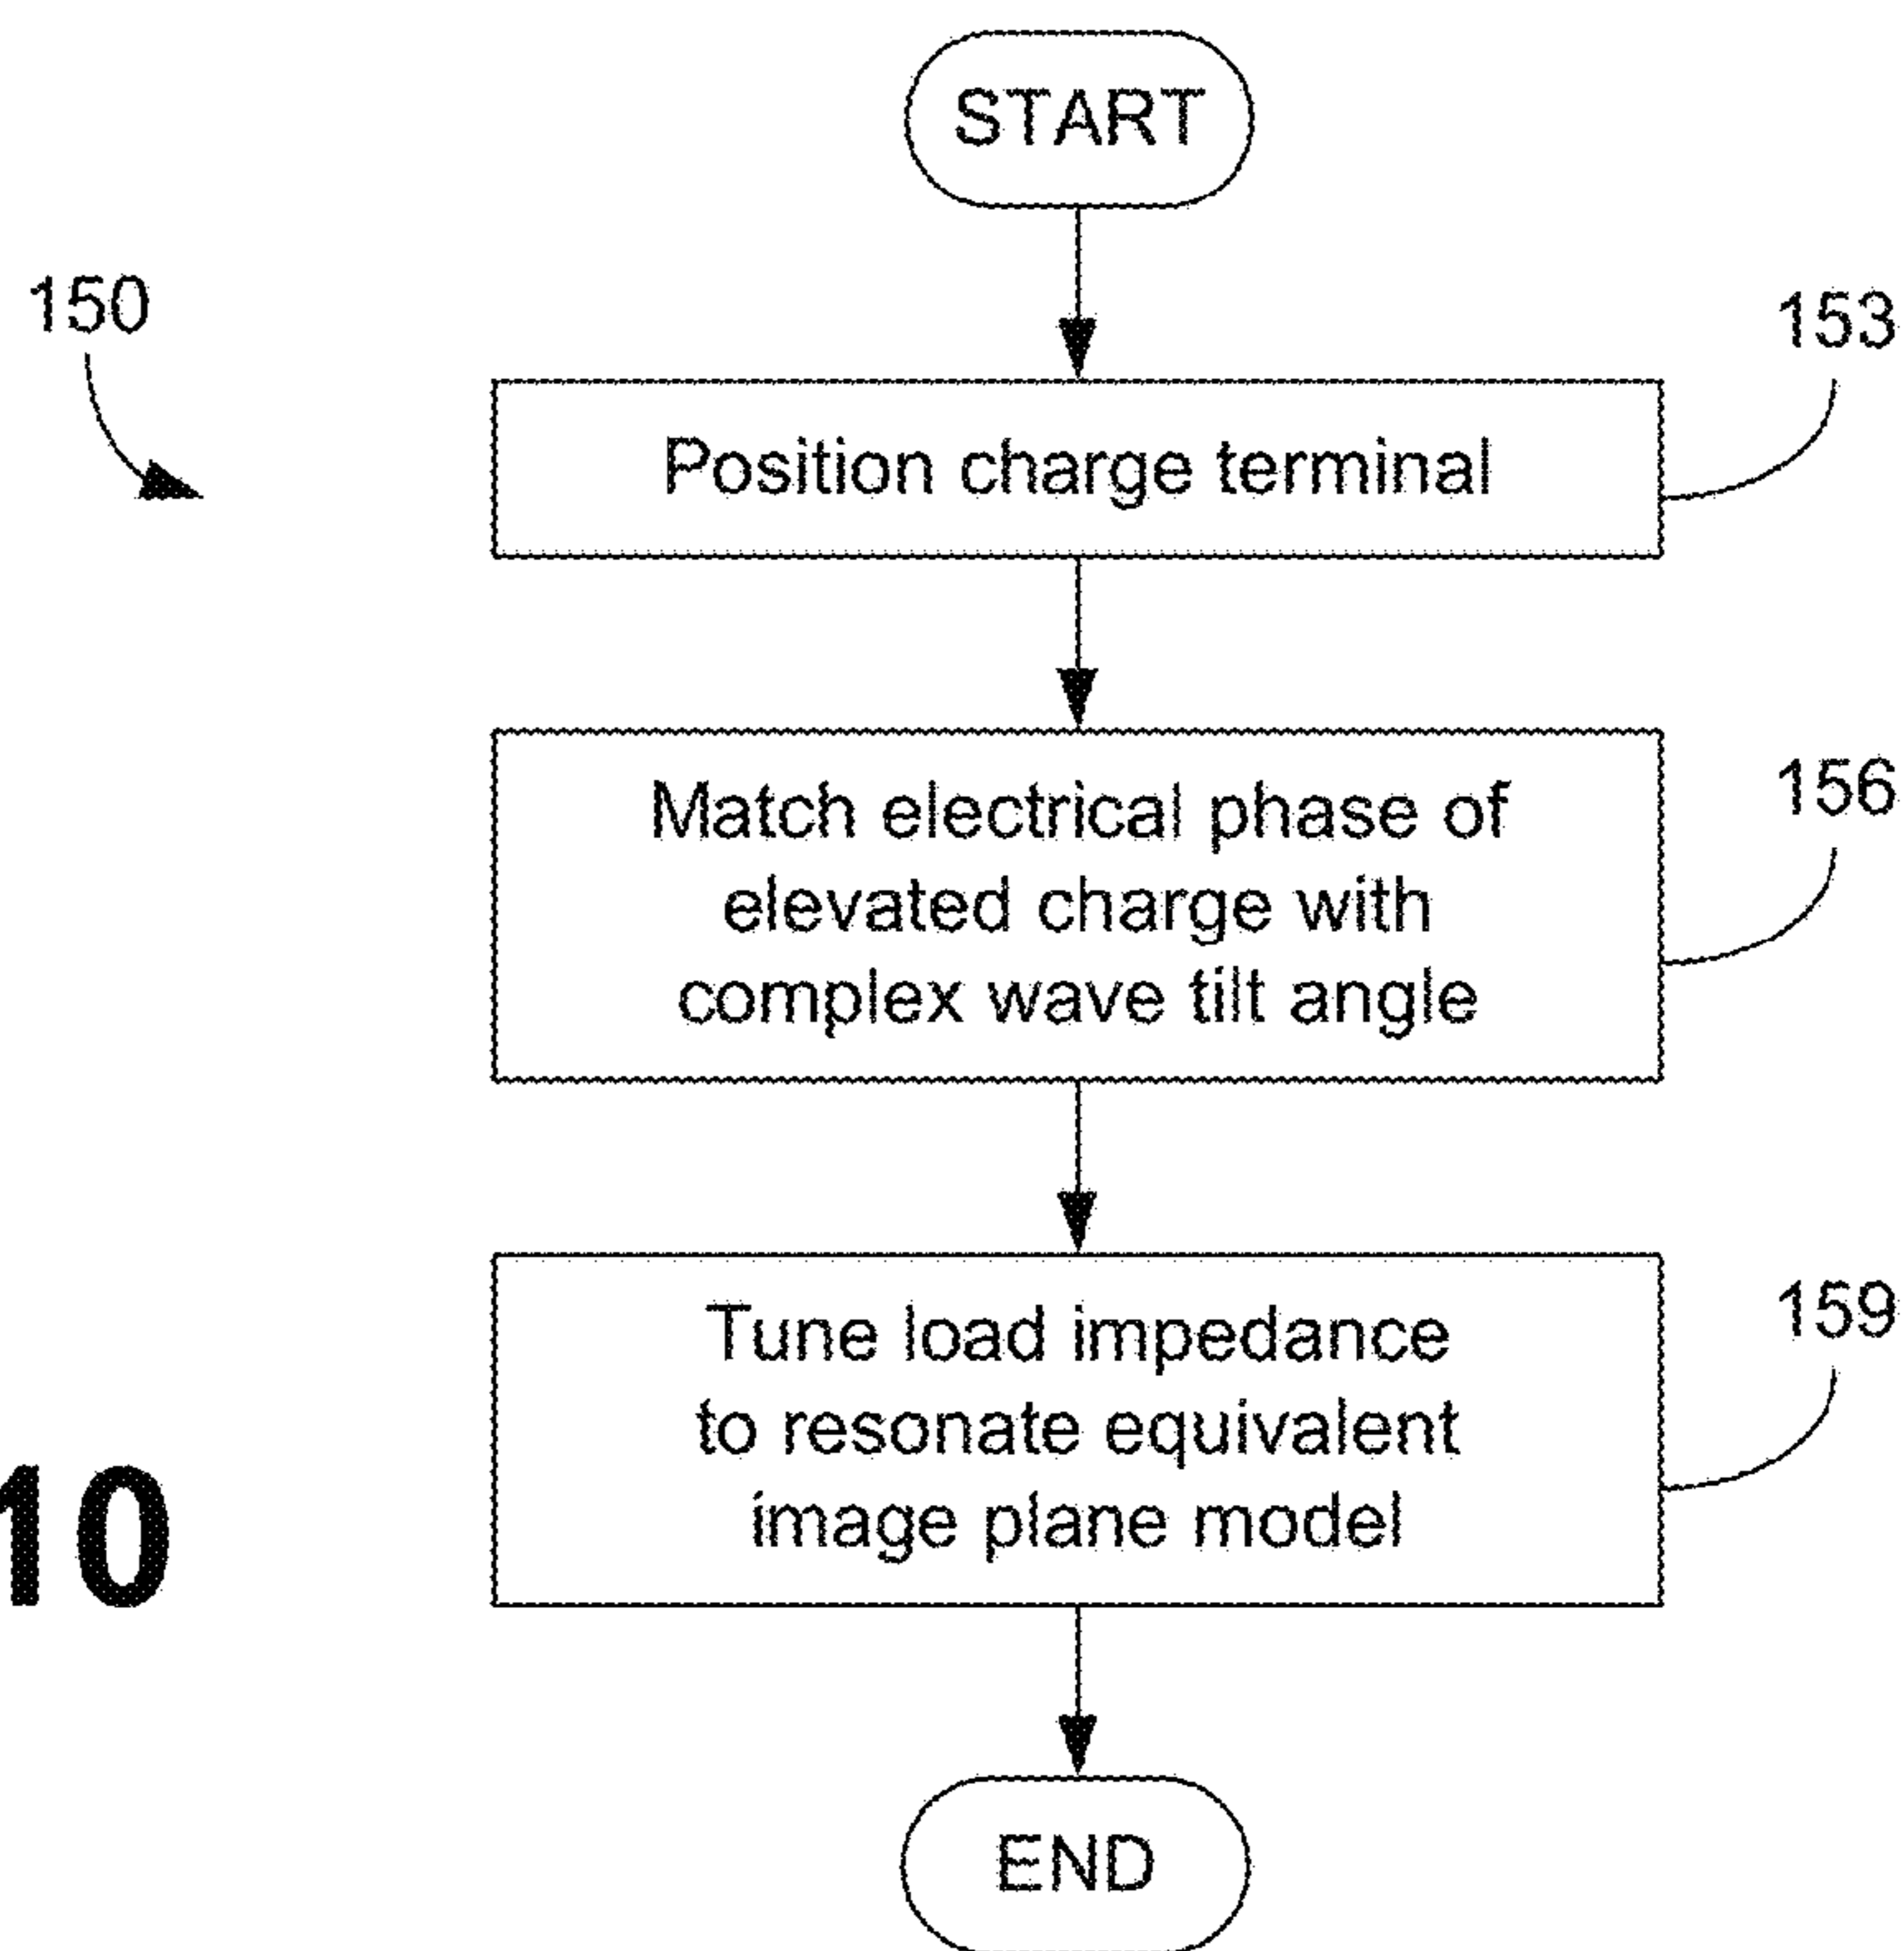 START
150
153
Position charge terminal
156
Match electrical phase of
elevated charge with
complex wave tilt angle
159
Tune load impedance
to resonate equivalent
image plane model
10
END